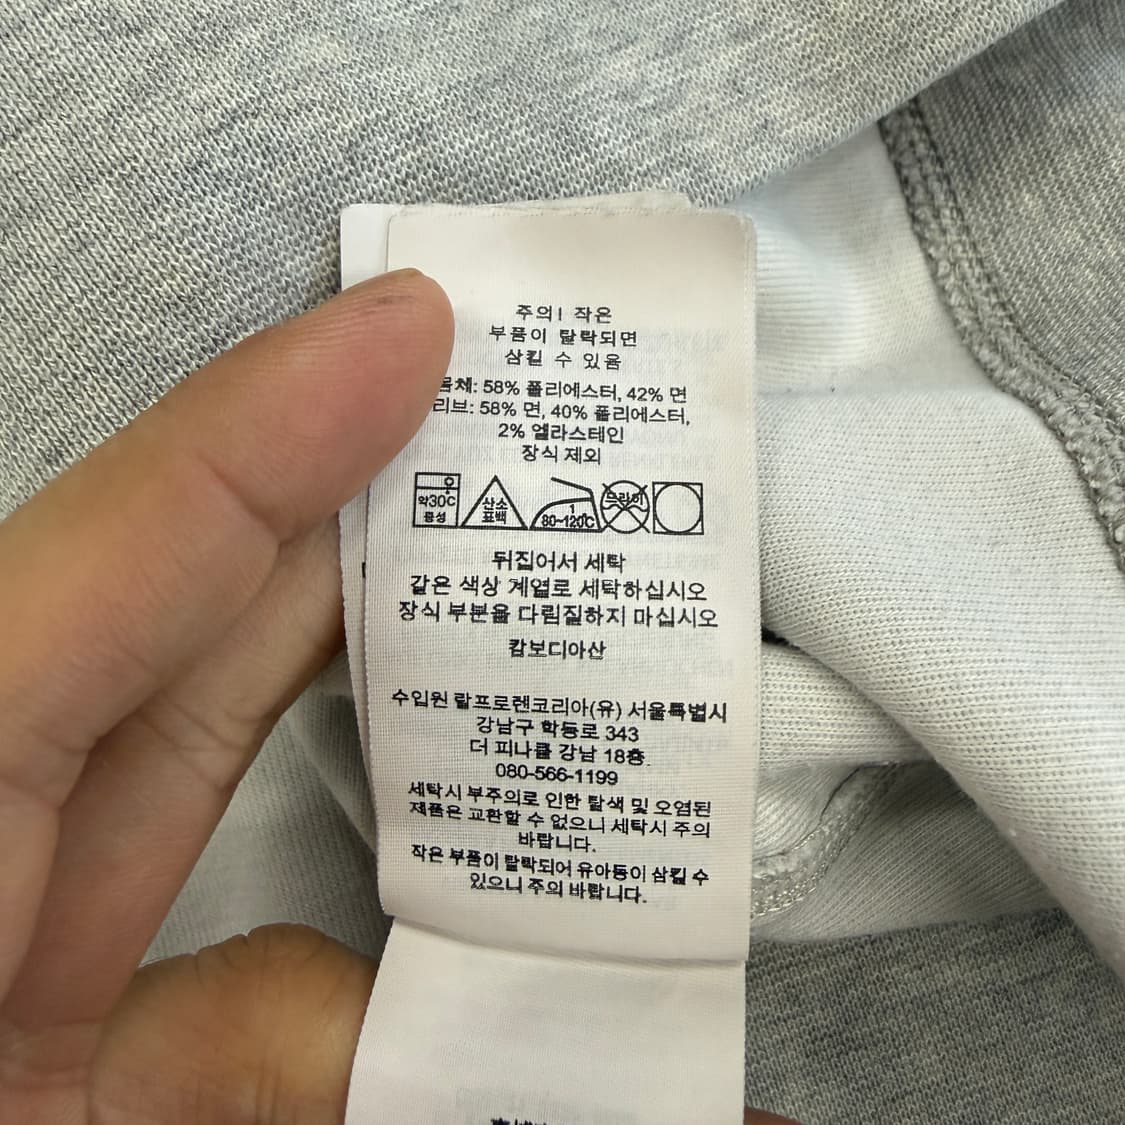 주의! 작은
부품이 탈락되면
삼킬 수 있음
몸체: 58% 폴리에스터, 42% 면
리브: 58% 면, 40% 폴리에스터,
2% 엘라스테인
장식 제외
약30℃ 중성 산소 표백 1 80~120℃ 드라이
뒤집어서 세탁
같은 색상 계열로 세탁하십시오
장식 부분을 다림질하지 마십시오
캄보디아산
수입원 랄프로렌코리아(유) 서울특별시
강남구 학동로 343
더 피나클 강남 18층.
080-566-1199
세탁시 부주의로 인한 탈색 및 오염된
제품은 교환할 수 없으니 세탁시 주의
바랍니다.
작은 부품이 탈락되어 유아동이 삼킬 수
있으니 주의 바랍니다.